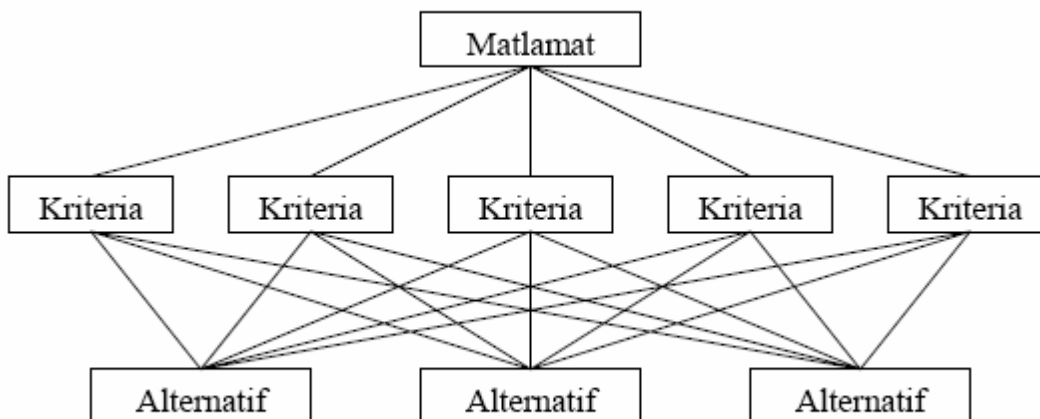 Matlamat
Kriteria
Kriteria
Kriteria
Kriteria
Kriteria
Alternatif
Alternatif
Alternatif